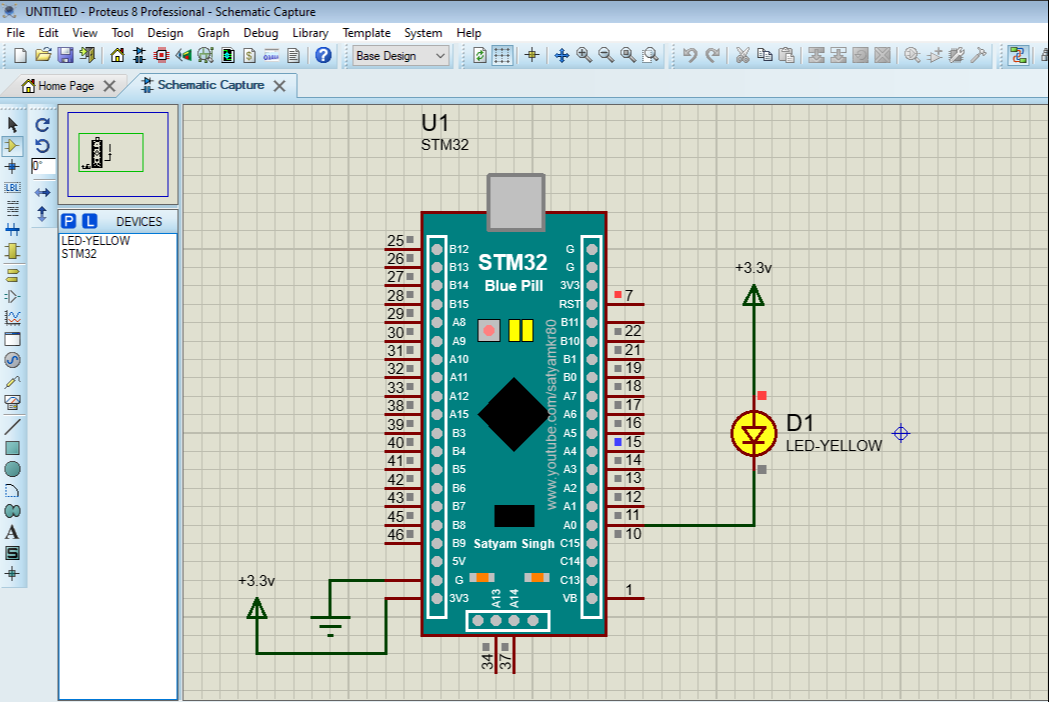 UNTITLED - Proteus 8 Professional - Schematic Capture
File Edit View Tool Design Graph Debug Library Template System Help
$
?
Base Design
Home Page
Schematic Capture
LBL
0°
A
S
P L DEVICES
LED-YELLOW
STM32
U1
STM32
STM32
Blue Pill
www.youtube.com/satyamkr80
Satyam Singh
25 B12
26 B13
27 B14
28 B15
29 A8
30 A9
31 A10
32 A11
33 A12
38 A15
39 B3
40 B4
41 B5
42 B6
43 B7
45 B8
46 B9
5V
G
3V3
G
G
3V3
RST 7
B11
B10 22
B1 21
B0 19
A7 18
A6 17
A5 16
A4 15
A3 14
A2 13
A1 12
A0 11
C15 10
C14
C13
VB 1
A13 A14
34 37
+3.3v
+3.3v
D1
LED-YELLOW